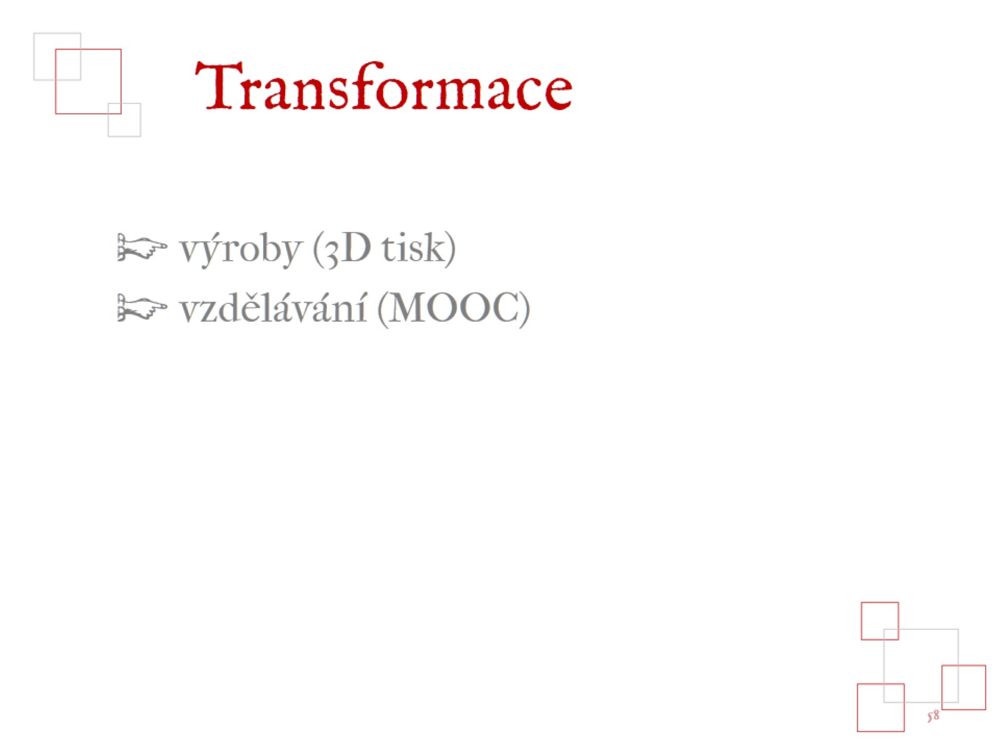 Transformace
☞ výroby (3D tisk)
☞ vzdělávání (MOOC)
58